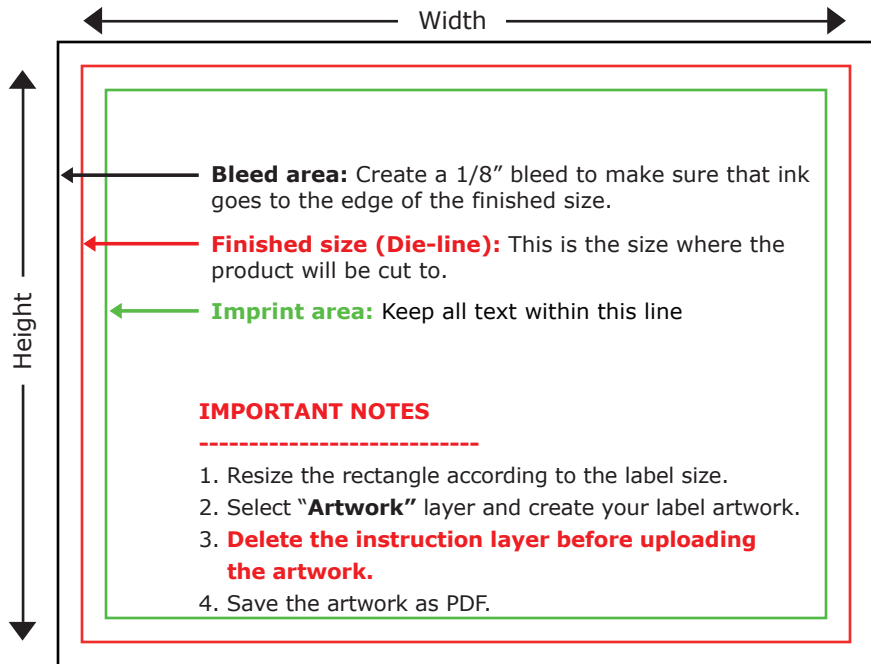 Width
Height
Bleed area: Create a 1/8” bleed to make sure that ink
goes to the edge of the finished size.
Finished size (Die-line): This is the size where the
product will be cut to.
Imprint area: Keep all text within this line
IMPORTANT NOTES
----------------------------
1. Resize the rectangle according to the label size.
2. Select “Artwork” layer and create your label artwork.
3. Delete the instruction layer before uploading
the artwork.
4. Save the artwork as PDF.